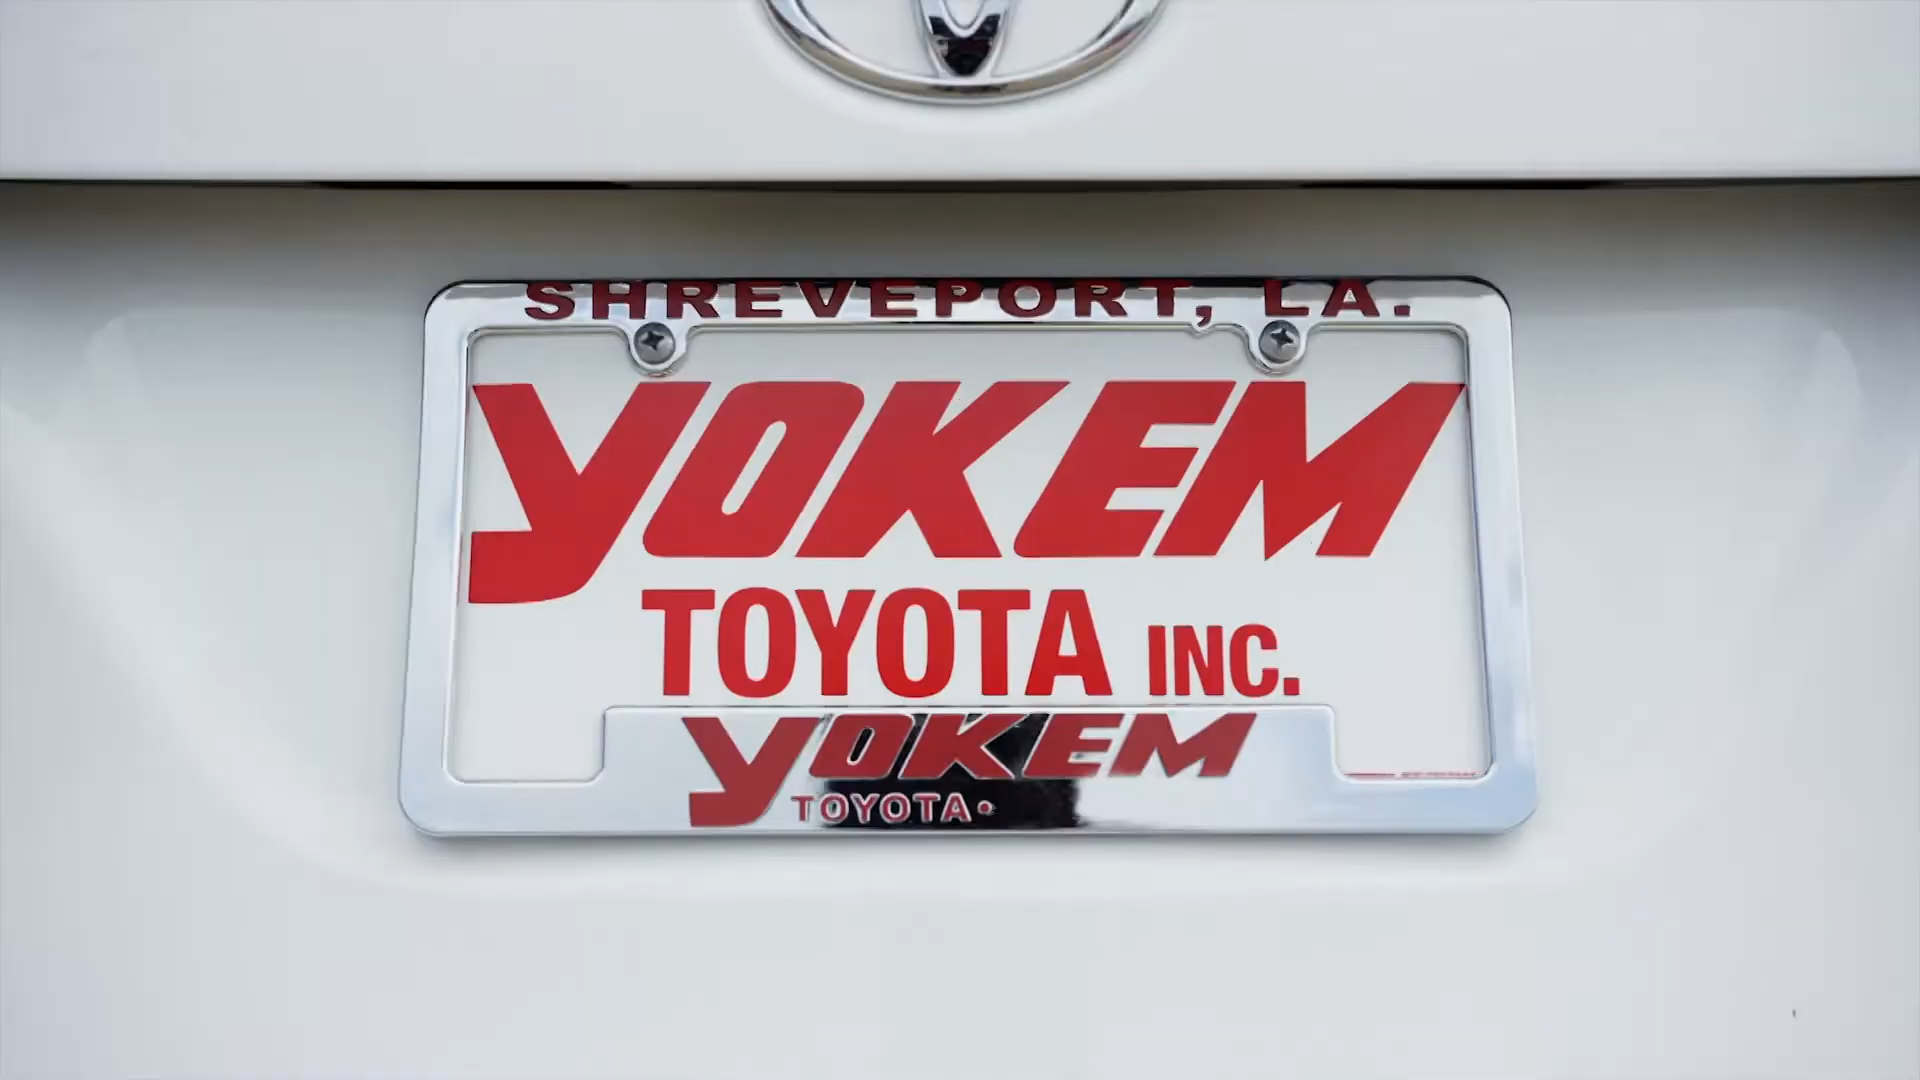 SHREVEPORT, LA.
YOKEM
TOYOTA INC.
YOKEM
TOYOTA•